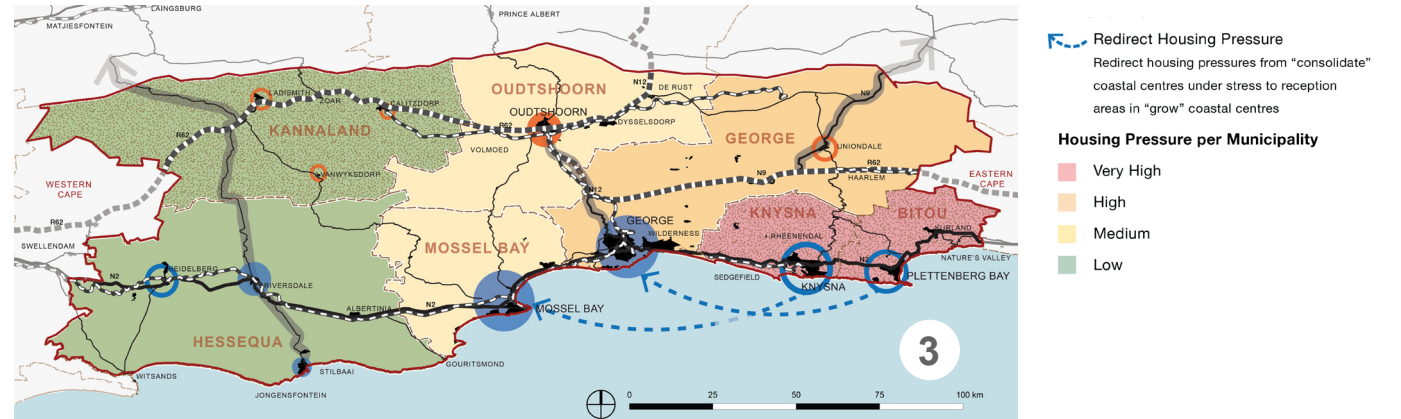 LAINGSBURG
MATJIESFONTEIN
PRINCE ALBERT
N12
DE RUST
N9
OUDTSHOORN
LADISMITH
ZOAR
CALITZDORP
OUDTSHOORN
DYSSELSDORP
R62
KANNALAND
R62
VOLMOED
GEORGE
UNIONDALE
R62
HAARLEM
N9
VANWYKSDORP
WESTERN
CAPE
EASTERN
CAPE
N12
R62
KNYSNA
BITOU
GEORGE
WILDERNESS
RHEENENDAL
KURLAND
SWELLENDAM
MOSSEL BAY
NATURE'S VALLEY
HEIDELBERG
N2
N2
SEDGEFIELD
PLETTENBERG BAY
RIVERSDALE
KNYSNA
ALBERTINIA
N2
MOSSEL BAY
HESSEQUA
3
GOURITSMOND
STILBAAI
WITSANDS
JONGENSFONTEIN
0 25 50 75 100 km
Redirect Housing Pressure
Redirect housing pressures from “consolidate”
coastal centres under stress to reception
areas in “grow” coastal centres
Housing Pressure per Municipality
Very High
High
Medium
Low